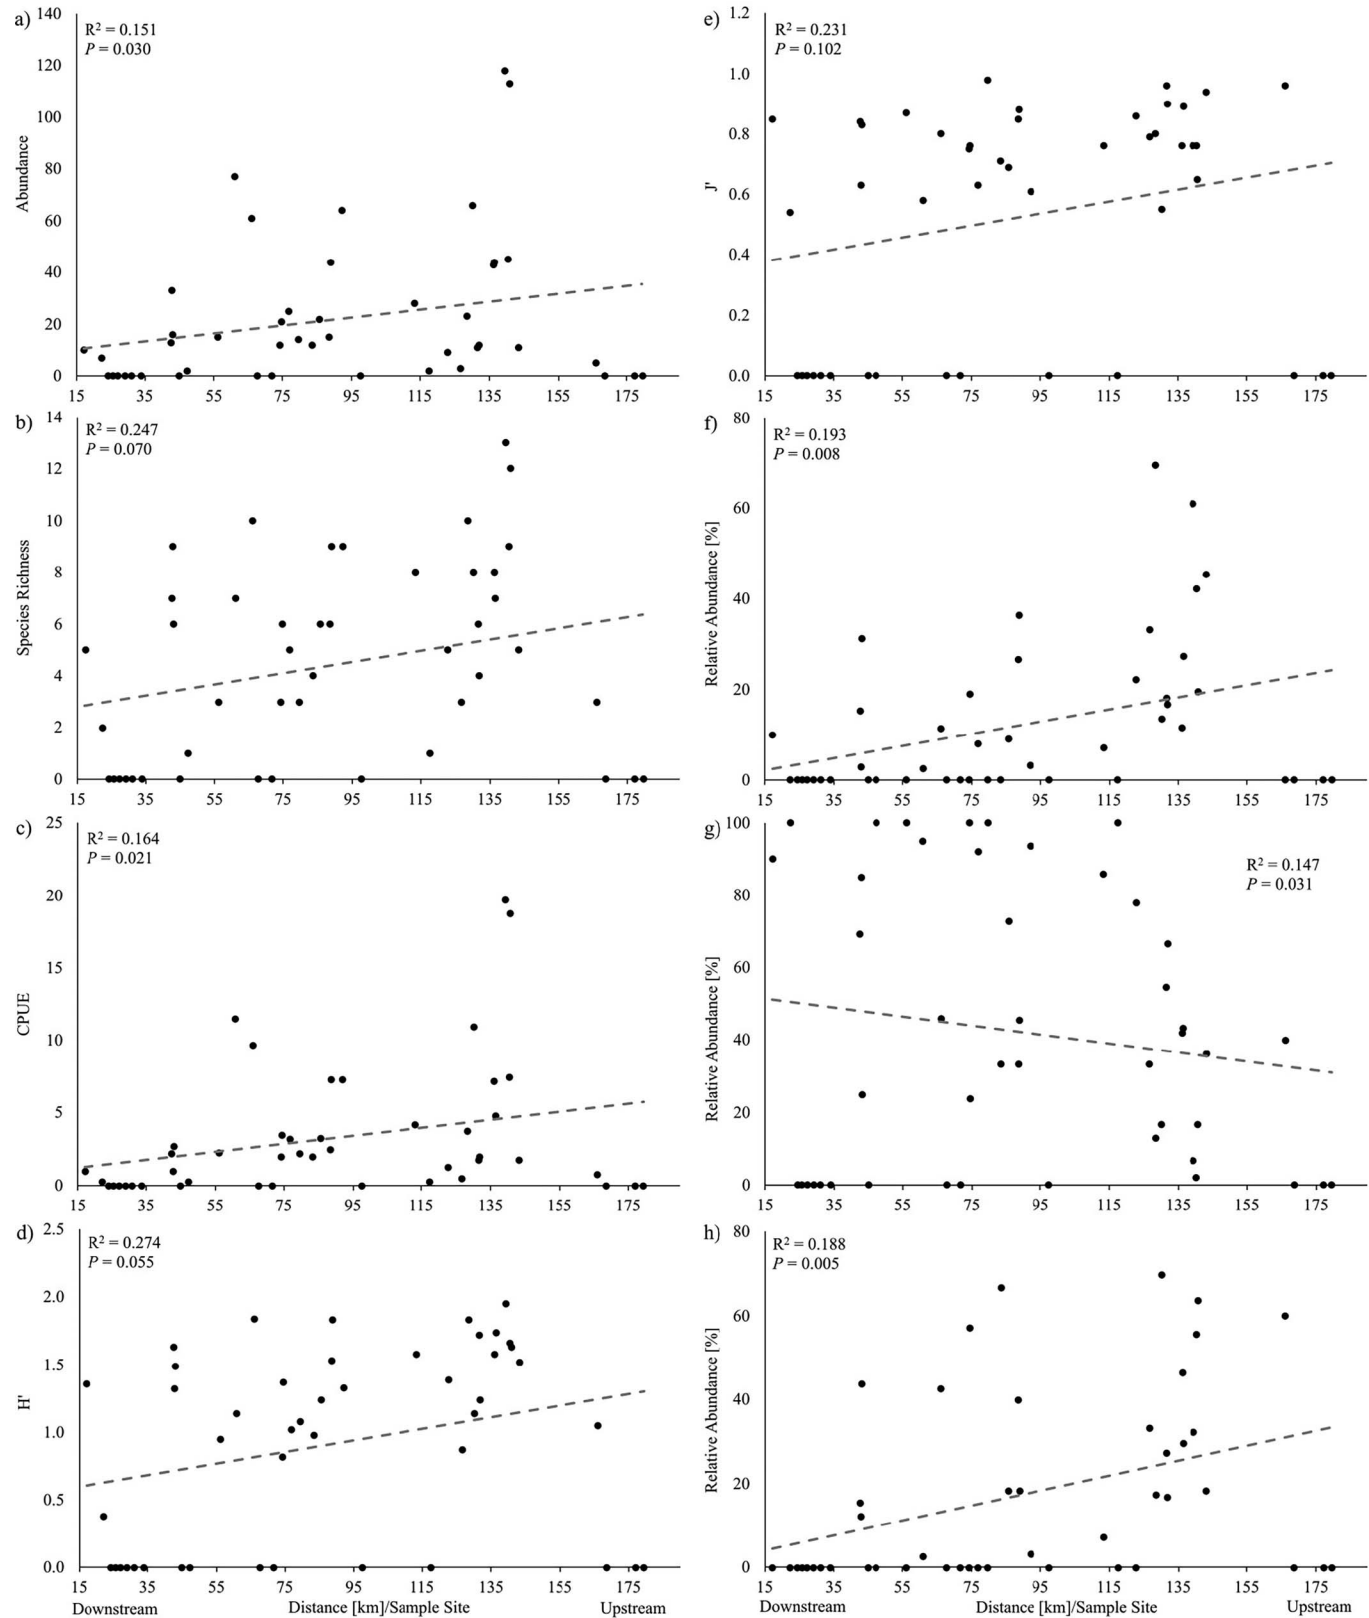 a)
140
120
100
80
60
40
20
0
Abundance
R² = 0.151
P = 0.030
15 35 55 75 95 115 135 155 175
b)
14
12
10
8
6
4
2
0
Species Richness
R² = 0.247
P = 0.070
15 35 55 75 95 115 135 155 175
c)
25
20
15
10
5
0
CPUE
R² = 0.164
P = 0.021
15 35 55 75 95 115 135 155 175
d)
2.5
2.0
1.5
1.0
0.5
0.0
H'
R² = 0.274
P = 0.055
15 35 55 75 95 115 135 155 175
Downstream Distance [km]/Sample Site Upstream
e)
1.2
1.0
0.8
0.6
0.4
0.2
0.0
J'
R² = 0.231
P = 0.102
15 35 55 75 95 115 135 155 175
f)
80
60
40
20
0
Relative Abundance [%]
R² = 0.193
P = 0.008
15 35 55 75 95 115 135 155 175
g)
100
80
60
40
20
0
Relative Abundance [%]
R² = 0.147
P = 0.031
15 35 55 75 95 115 135 155 175
h)
80
60
40
20
0
Relative Abundance [%]
R² = 0.188
P = 0.005
15 35 55 75 95 115 135 155 175
Downstream Distance [km]/Sample Site Upstream